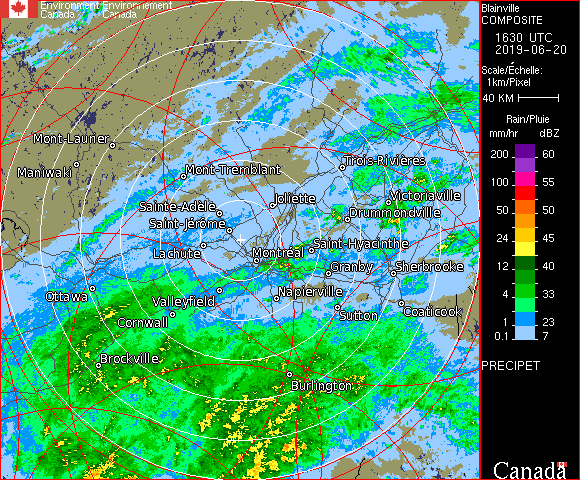 Environment Environnement
Canada Canada
Blainville
COMPOSITE
1630 UTC
2019-06-20
Scale/Échelle:
1km/Pixel
40 KM
Rain/Pluie
mm/hr dBZ
200 60
100 55
50 50
24 45
12 40
4 33
1 23
0.1 7
PRECIPET
Canada
Mont-Laurier
Maniwaki
Mont-Tremblant
Trois-Rivières
Sainte-Adèle
Joliette
Victoriaville
Drummondville
Saint-Jérôme
Lachute
Montréal
Saint-Hyacinthe
Granby
Sherbrooke
Ottawa
Valleyfield
Napierville
Cornwall
Sutton
Coaticook
Brockville
Burlington